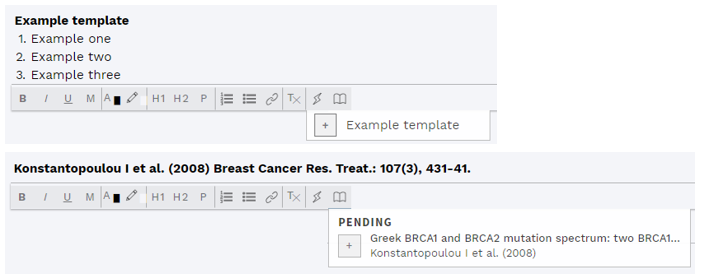 Example template
1. Example one
2. Example two
3. Example three
B I U M A H1 H2 P Tx
+ Example template
Konstantopoulou I et al. (2008) Breast Cancer Res. Treat.: 107(3), 431-41.
B I U M A H1 H2 P Tx
PENDING
+ Greek BRCA1 and BRCA2 mutation spectrum: two BRCA1...
Konstantopoulou I et al. (2008)